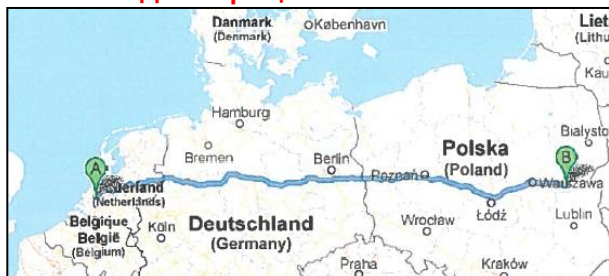 Danmark
(Denmark)
København
Liet
(Lithu
Kau
Hamburg
Bialysto
Bremen
Berlin
Polska
(Poland)
Poznań
A
B
Warszawa
(Netherlands)
Deutschland
(Germany)
Belgique
België
(Belgium)
Köln
Łódź
Lublin
Wrocław
Praha
Kraków